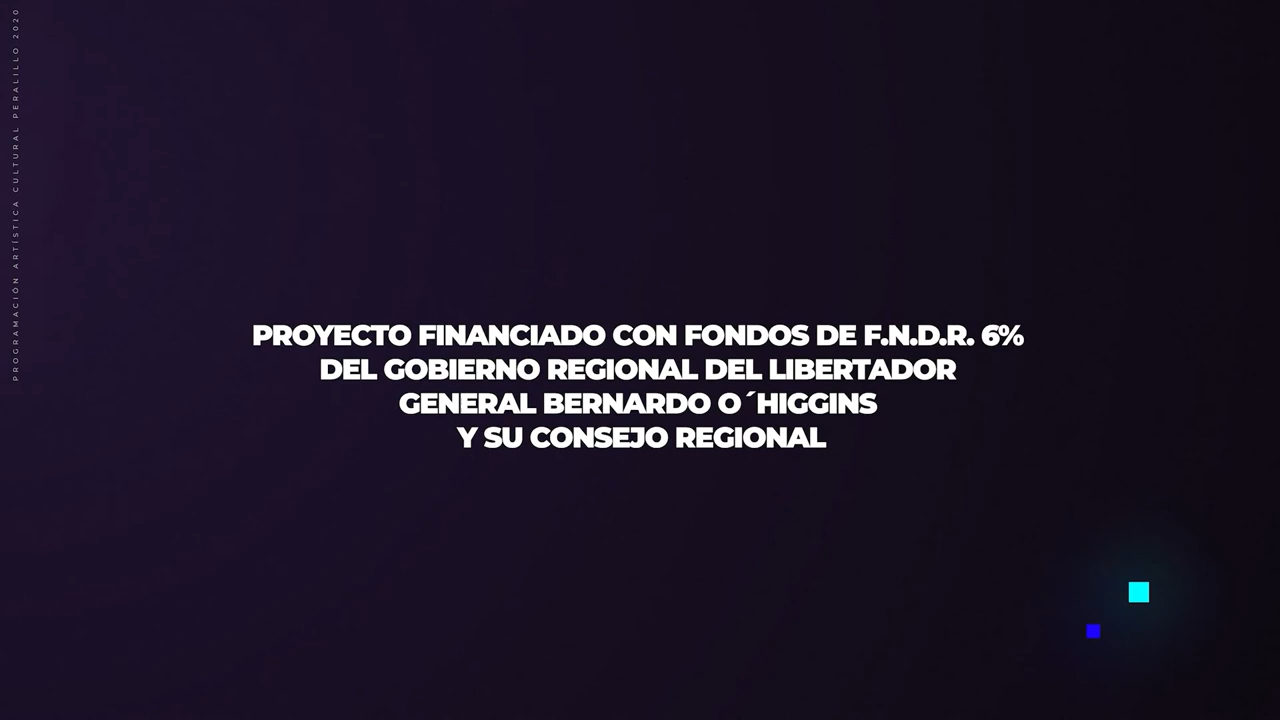 PROGRAMACIÓN ARTÍSTICA CULTURAL PERALILLO 2020
PROYECTO FINANCIADO CON FONDOS DE F.N.D.R. 6%
DEL GOBIERNO REGIONAL DEL LIBERTADOR
GENERAL BERNARDO O´HIGGINS
Y SU CONSEJO REGIONAL